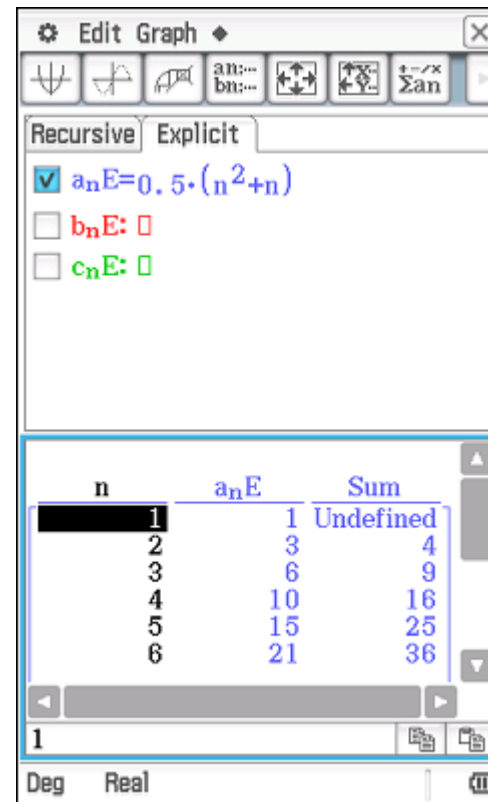 Edit Graph
an:... bn:... Σan
Recursive Explicit
aₙE=0.5·(n²+n)
bₙE:
cₙE:
n aₙE Sum
1 1 Undefined
2 3 4
3 6 9
4 10 16
5 15 25
6 21 36
1
Deg Real